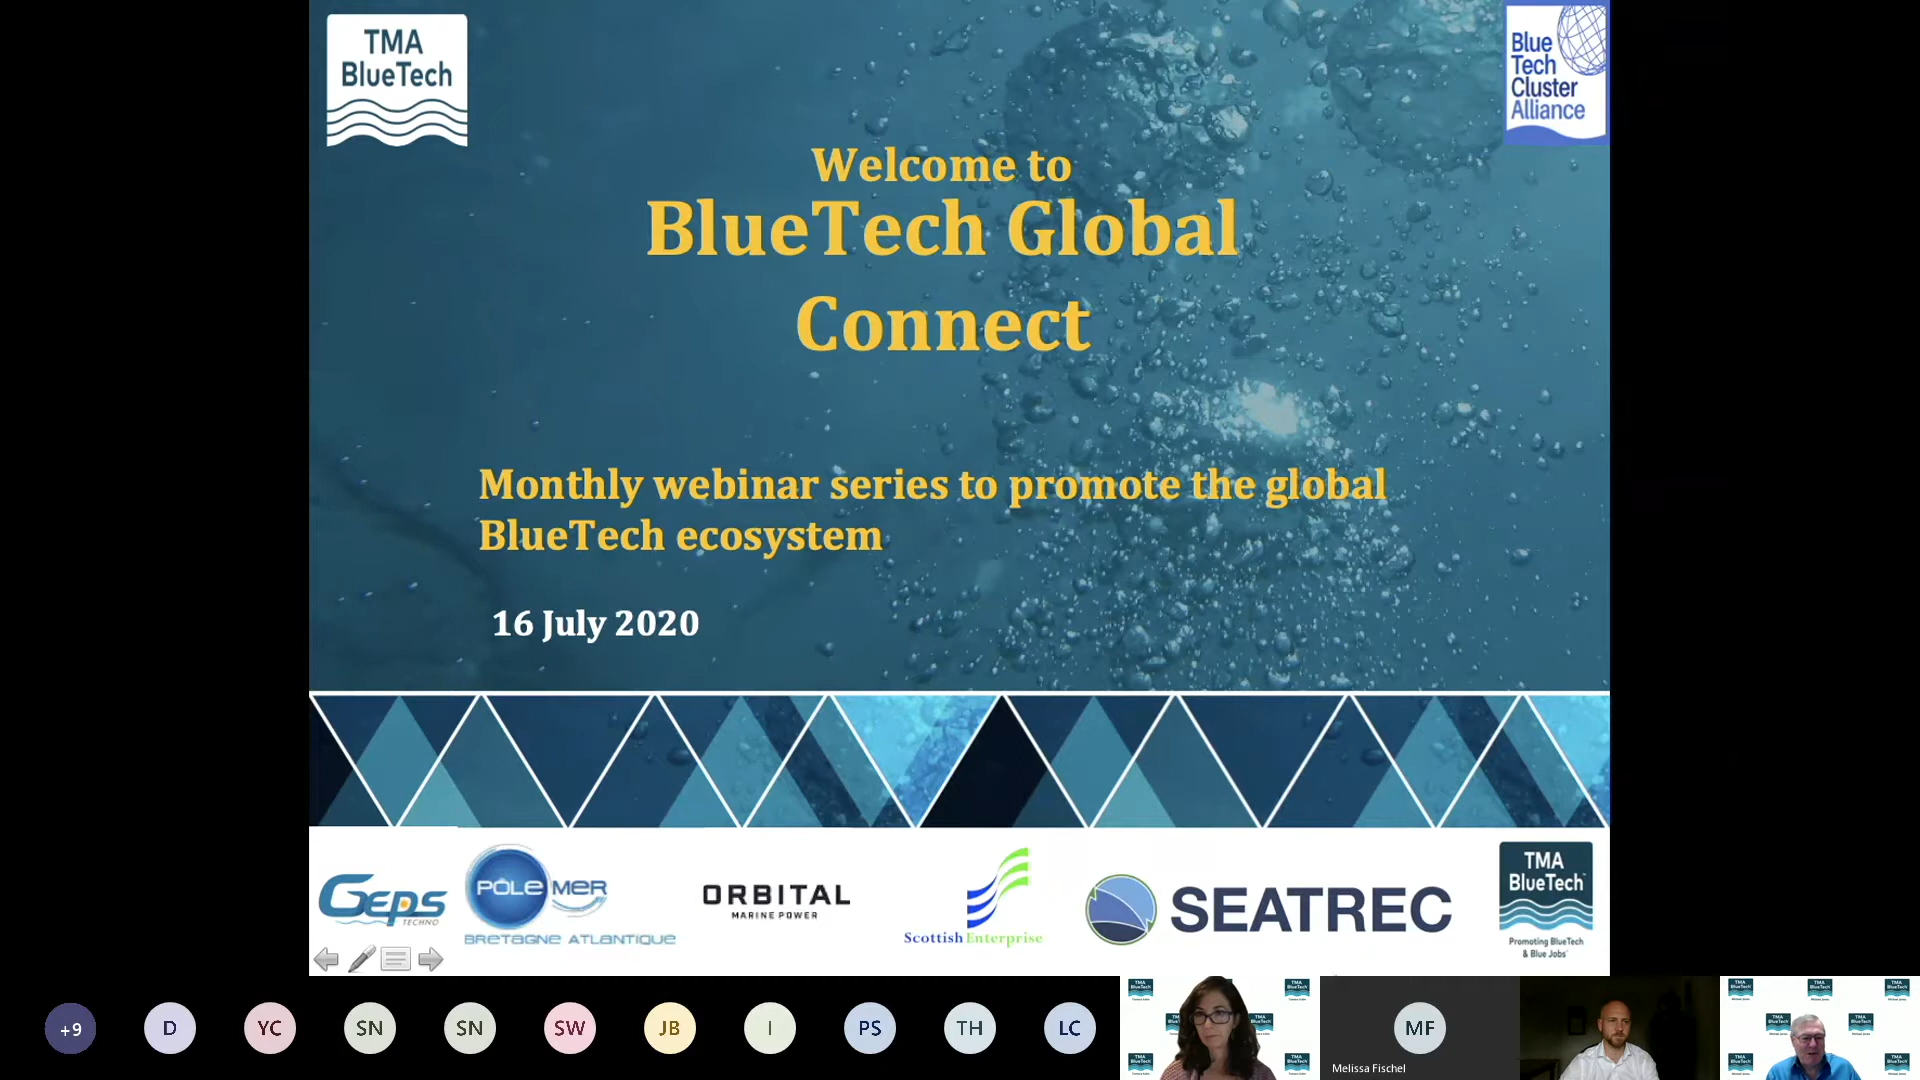 TMA
BlueTech
Blue
Tech
Cluster
Alliance
Welcome to
BlueTech Global
Connect
Monthly webinar series to promote the global
BlueTech ecosystem
16 July 2020
GEPS
TECHNO
PÔLE MER
BRETAGNE ATLANTIQUE
ORBITAL
MARINE POWER
Scottish Enterprise
SEATREC
TMA
BlueTech
Promoting BlueTech
& Blue Jobs
+9
D
YC
SN
SN
SW
JB
I
PS
TH
LC
MF
Melissa Fischel